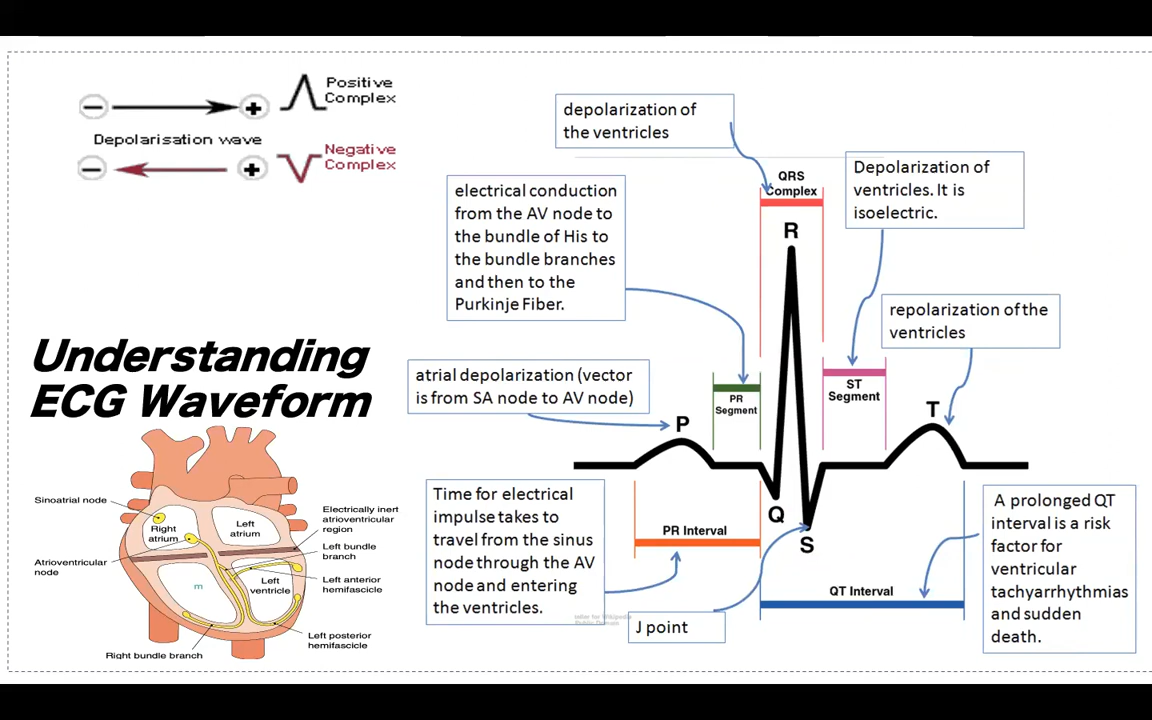 Positive
Complex
Depolarisation wave
Negative
Complex
depolarization of
the ventricles
QRS
Complex
Depolarization of
ventricles. It is
isoelectric.
electrical conduction
from the AV node to
the bundle of His to
the bundle branches
and then to the
Purkinje Fiber.
R
repolarization of the
ventricles
Understanding
ECG Waveform
atrial depolarization (vector
is from SA node to AV node)
PR
Segment
ST
Segment
P
T
Q
S
Time for electrical
impulse takes to
travel from the sinus
node through the AV
node and entering
the ventricles.
PR Interval
QT Interval
J point
A prolonged QT
interval is a risk
factor for
ventricular
tachyarrhythmias
and sudden
death.
Sinoatrial node
Right
atrium
Left
atrium
Electrically inert
atrioventricular
region
Left bundle
branch
Atrioventricular
node
m
Left
ventricle
Left anterior
hemifascicle
Left posterior
hemifascicle
Right bundle branch